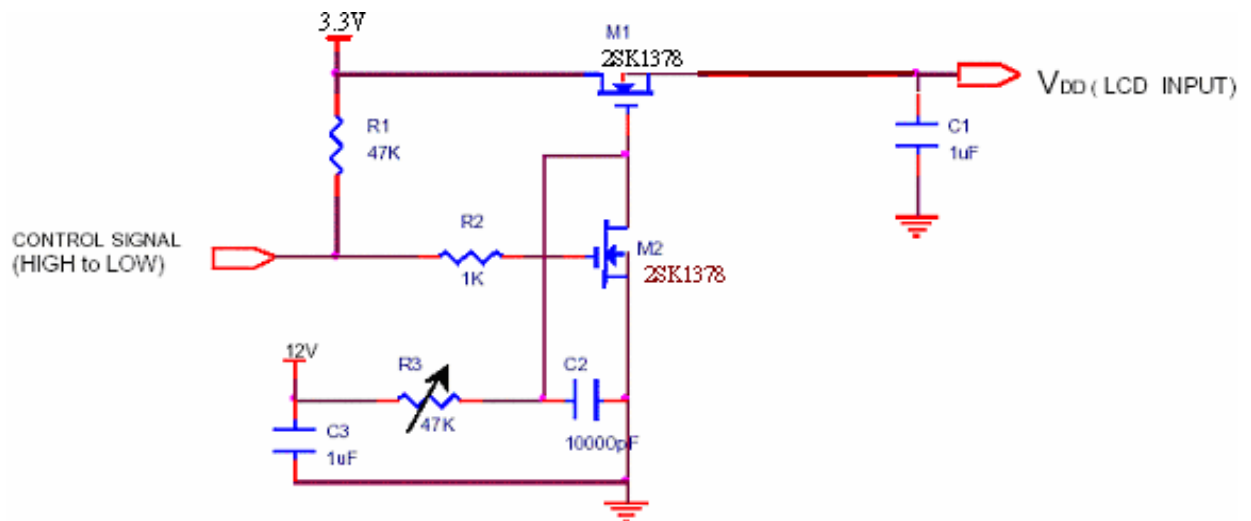 3.3V
M1
2SK1378
VDD ( LCD INPUT)
R1
47K
C1
1uF
R2
1K
CONTROL SIGNAL
(HIGH to LOW)
M2
2SK1378
12V
R3
47K
C2
10000pF
C3
1uF